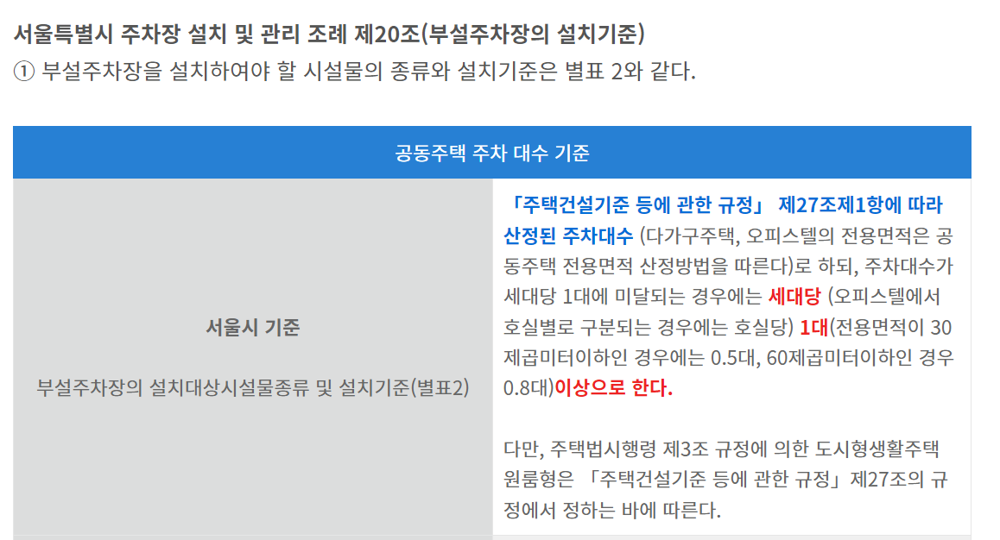 서울특별시 주차장 설치 및 관리 조례 제20조(부설주차장의 설치기준)
① 부설주차장을 설치하여야 할 시설물의 종류와 설치기준은 별표 2와 같다.
공동주택 주차 대수 기준
서울시 기준
부설주차장의 설치대상시설물종류 및 설치기준(별표2)
「주택건설기준 등에 관한 규정」 제27조제1항에 따라
산정된 주차대수 (다가구주택, 오피스텔의 전용면적은 공
동주택 전용면적 산정방법을 따른다)로 하되, 주차대수가
세대당 1대에 미달되는 경우에는 세대당 (오피스텔에서
호실별로 구분되는 경우에는 호실당) 1대(전용면적이 30
제곱미터이하인 경우에는 0.5대, 60제곱미터이하인 경우
0.8대)이상으로 한다.
다만, 주택법시행령 제3조 규정에 의한 도시형생활주택
원룸형은 「주택건설기준 등에 관한 규정」제27조의 규
정에서 정하는 바에 따른다.